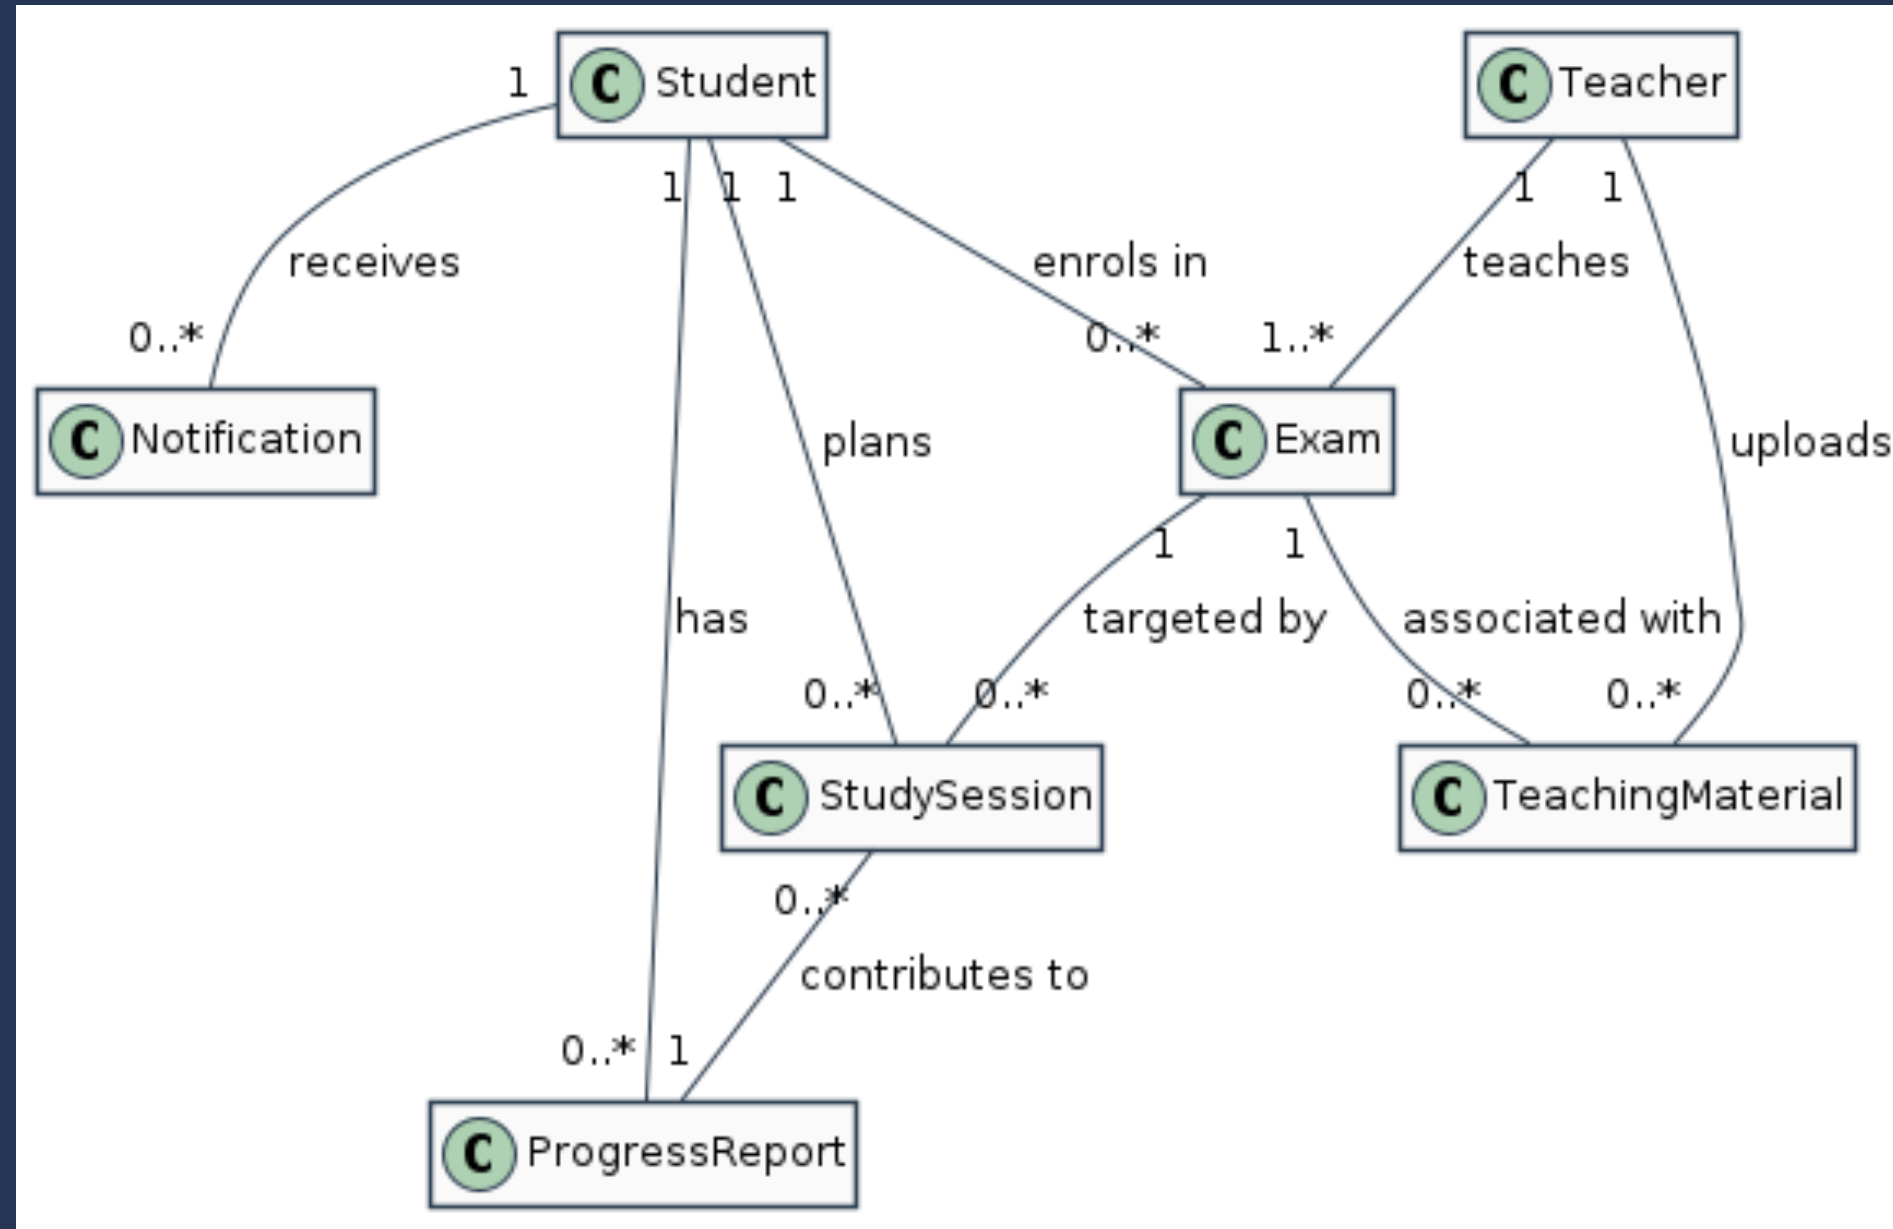 1
C Student
C Teacher
1
1
1
1
1
receives
enrols in
teaches
0..*
0..*
1..*
C Notification
plans
C Exam
uploads
1
1
has
targeted by
associated with
0..*
0..*
0..*
0..*
C StudySession
C TeachingMaterial
0..*
contributes to
0..*
1
C ProgressReport